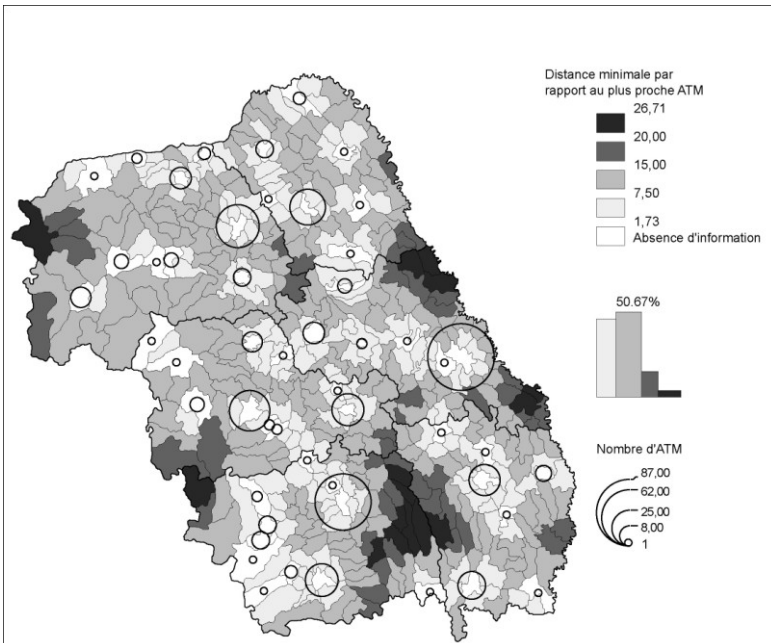 Distance minimale par
rapport au plus proche ATM
26,71
20,00
15,00
7,50
1,73
Absence d'information
50.67%
Nombre d'ATM
87,00
62,00
25,00
8,00
1